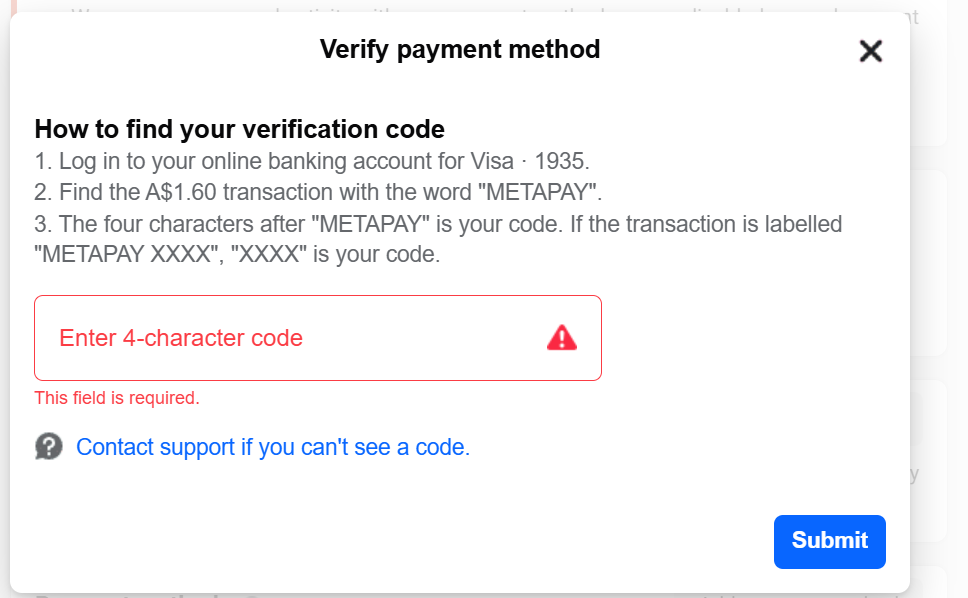 Verify payment method
How to find your verification code
1. Log in to your online banking account for Visa · 1935.
2. Find the A$1.60 transaction with the word "METAPAY".
3. The four characters after "METAPAY" is your code. If the transaction is labelled
"METAPAY XXXX", "XXXX" is your code.
Enter 4-character code
This field is required.
Contact support if you can't see a code.
Submit